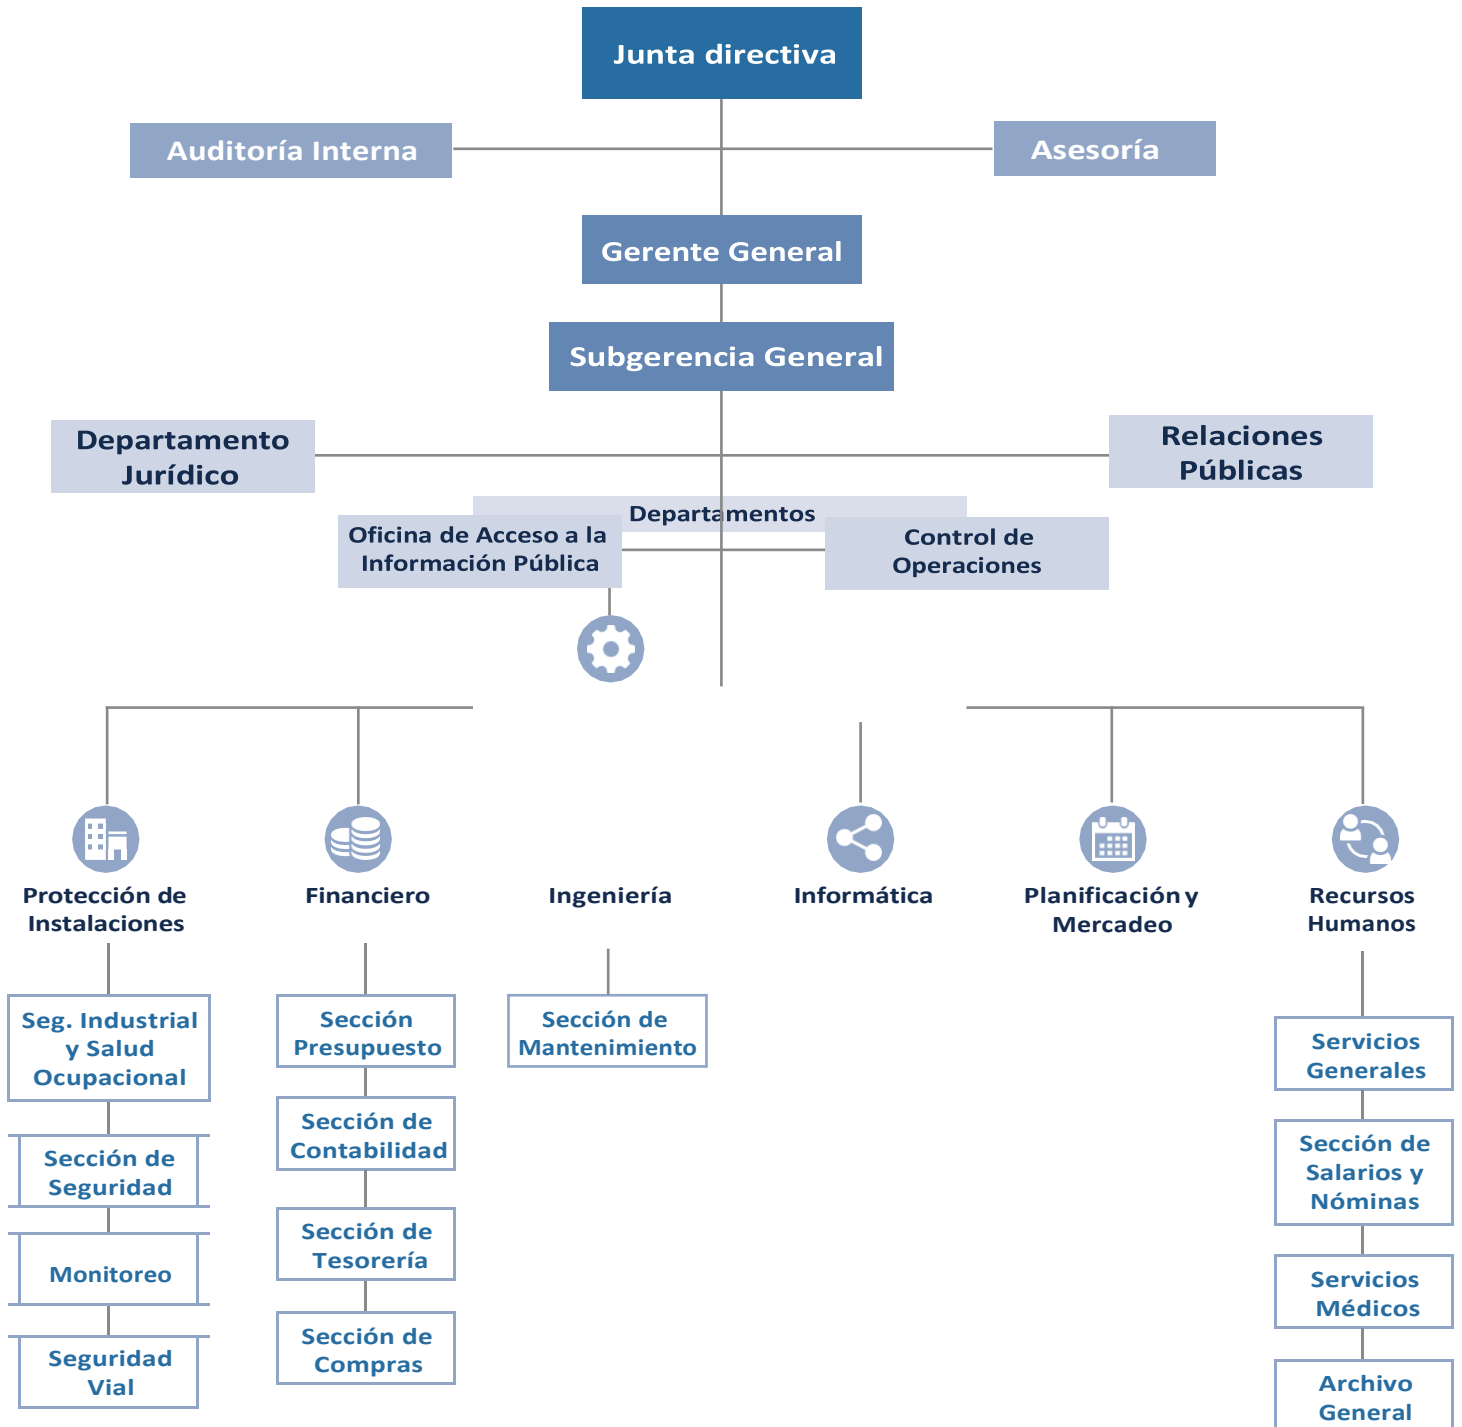 Junta directiva
Auditoría Interna
Asesoría
Gerente General
Subgerencia General
Departamento
Jurídico
Relaciones
Públicas
Departamentos
Oficina de Acceso a la
Información Pública
Control de
Operaciones
Protección de
Instalaciones
Financiero
Ingeniería
Informática
Planificación y
Mercadeo
Recursos
Humanos
Seg. Industrial
y Salud
Ocupacional
Sección de
Seguridad
Monitoreo
Seguridad
Vial
Sección
Presupuesto
Sección de
Contabilidad
Sección de
Tesorería
Sección de
Compras
Sección de
Mantenimiento
Servicios
Generales
Sección de
Salarios y
Nóminas
Servicios
Médicos
Archivo
General